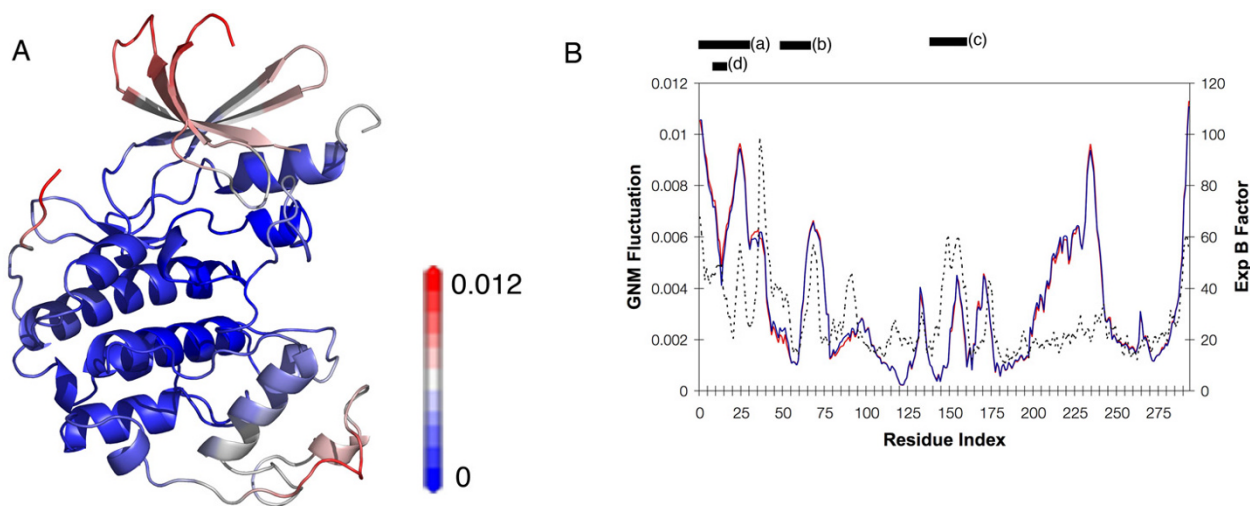 A
0.012
0
B
(a)
(b)
(c)
(d)
0.012
0.01
0.008
0.006
0.004
0.002
0
GNM Fluctuation
120
100
80
60
40
20
0
Exp B Factor
0 25 50 75 100 125 150 175 200 225 250 275
Residue Index